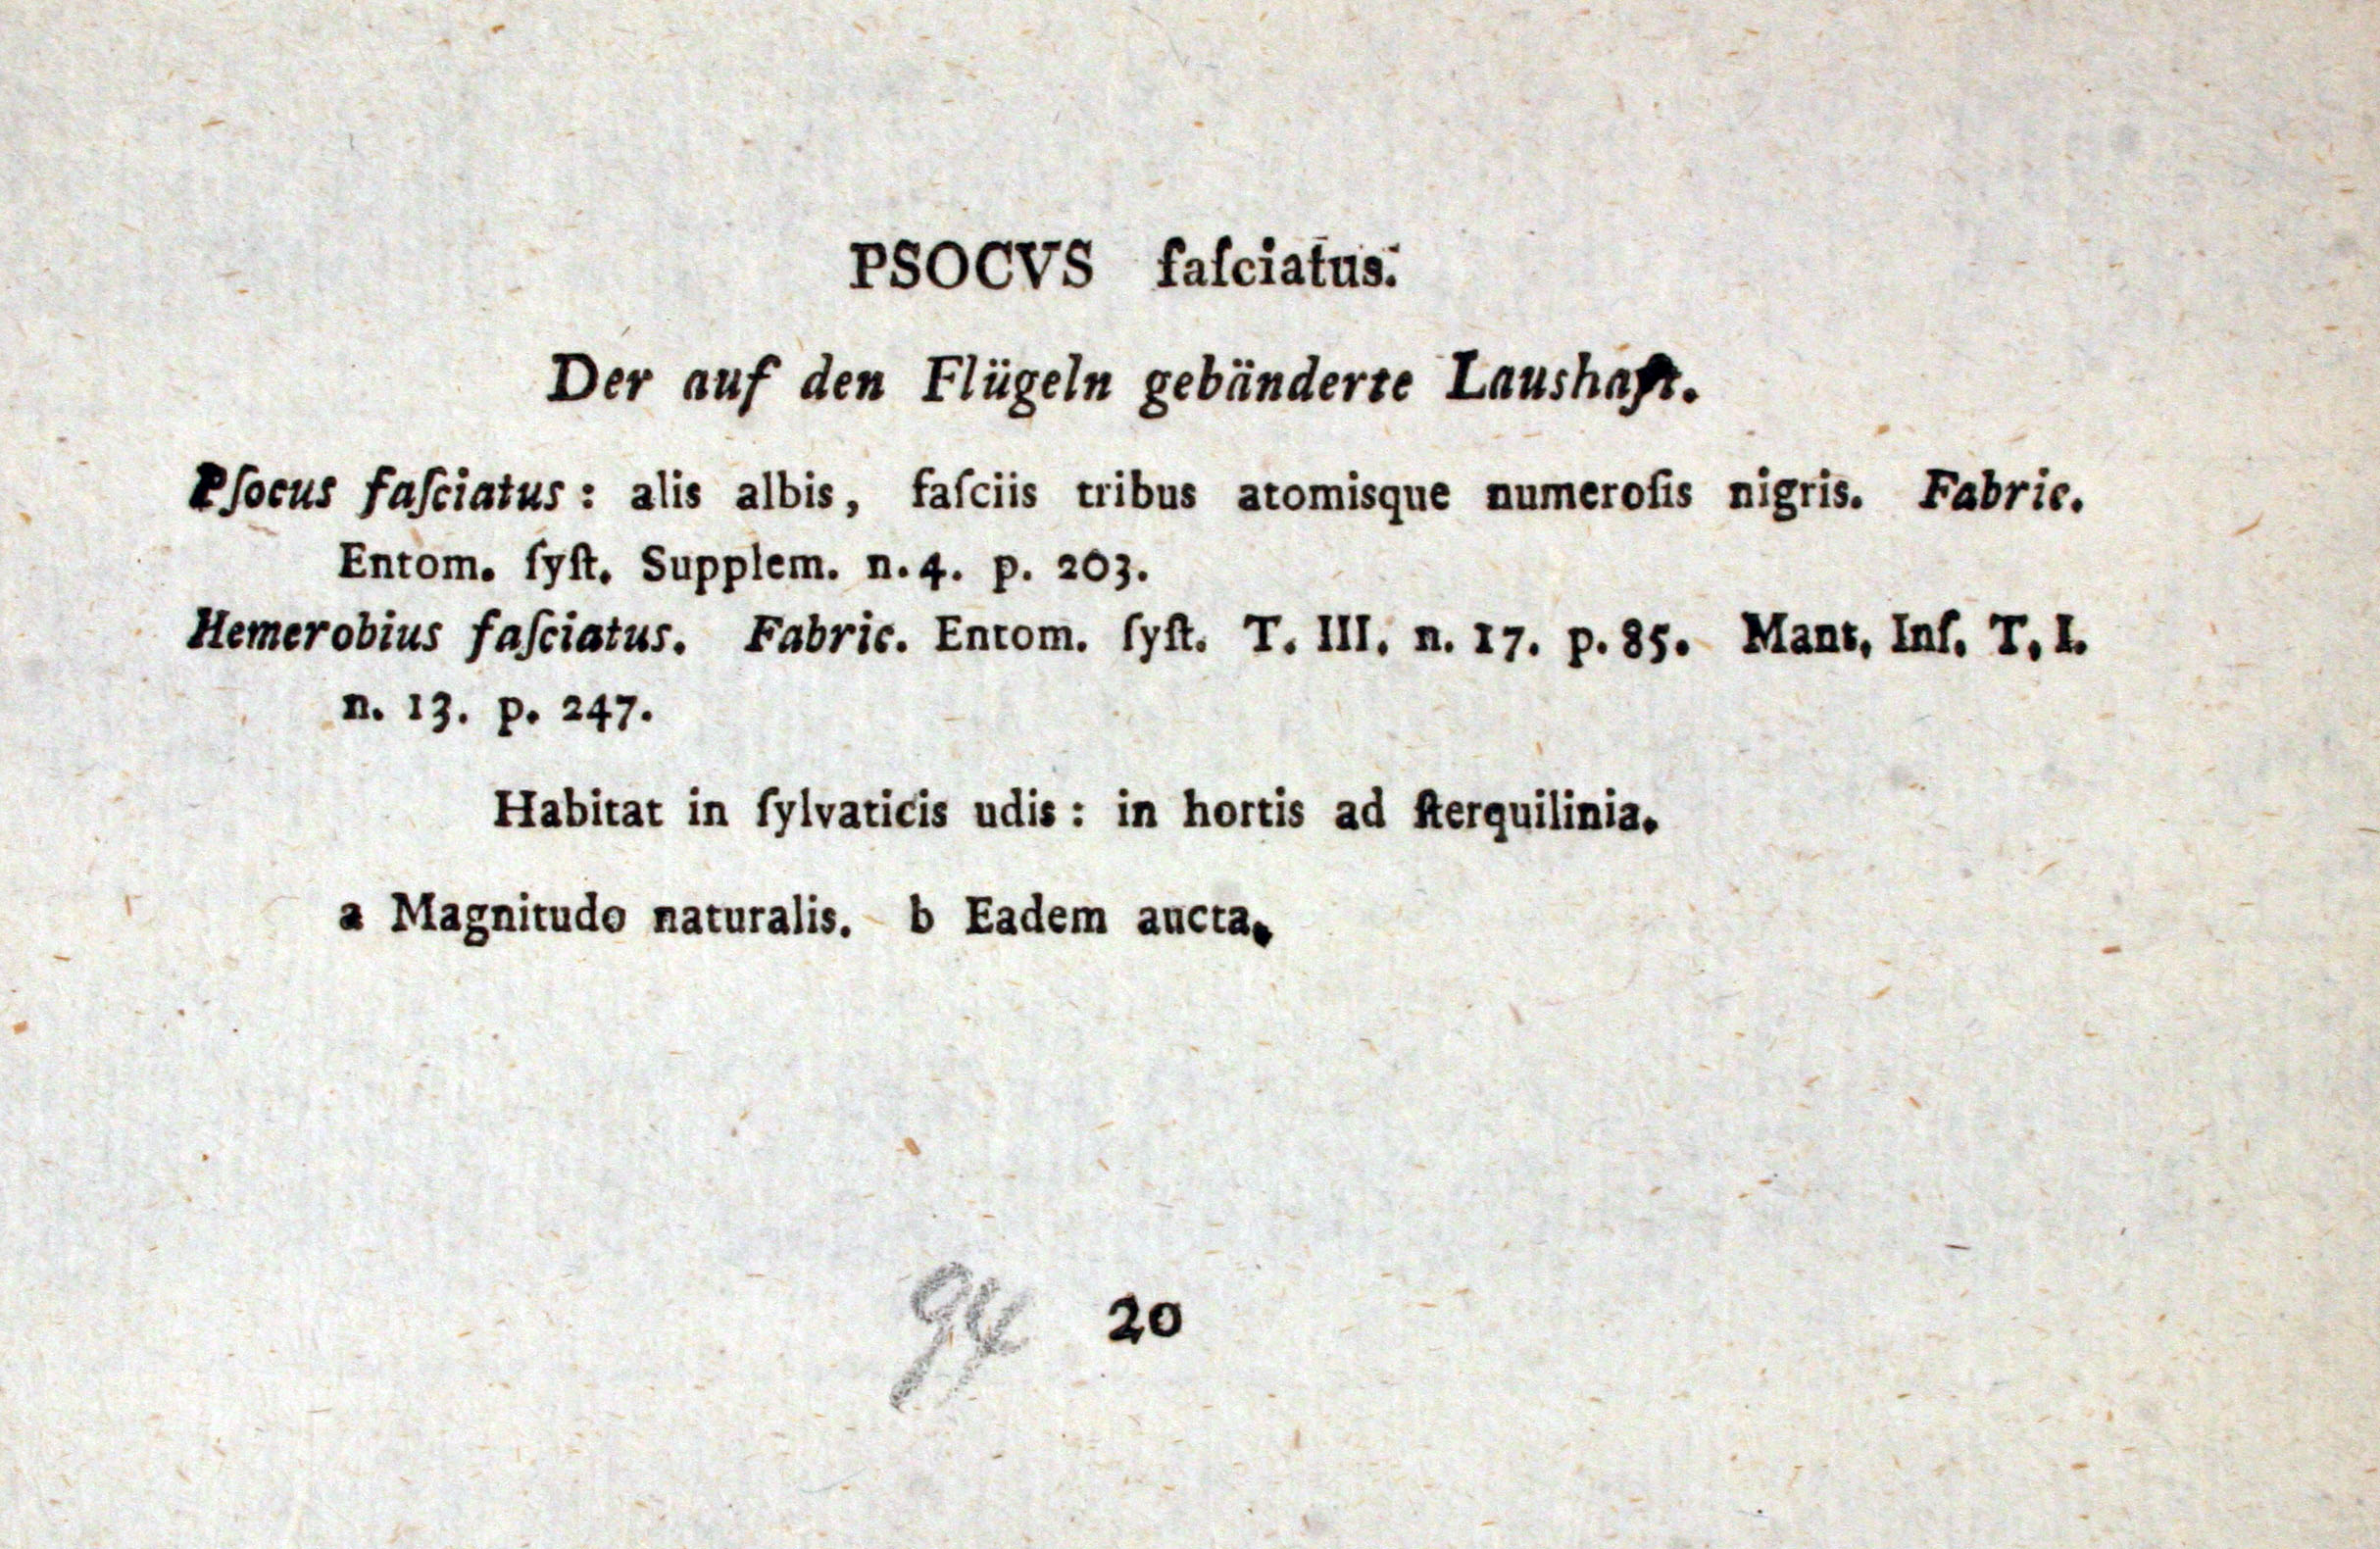 PSOCVS faſciatus.
Der auf den Flügeln gebänderte Laushaft.
Pſocus faſciatus: alis albis, faſciis tribus atomisque numeroſis nigris. Fabric.
Entom. ſyſt. Supplem. n. 4. p. 203.
Hemerobius faſciatus. Fabric. Entom. ſyſt. T. III. n. 17. p. 85. Mant. Inſ. T. I.
n. 13. p. 247.
Habitat in ſylvaticis udis: in hortis ad ſterquilinia.
a Magnitudo naturalis. b Eadem aucta.
94 20